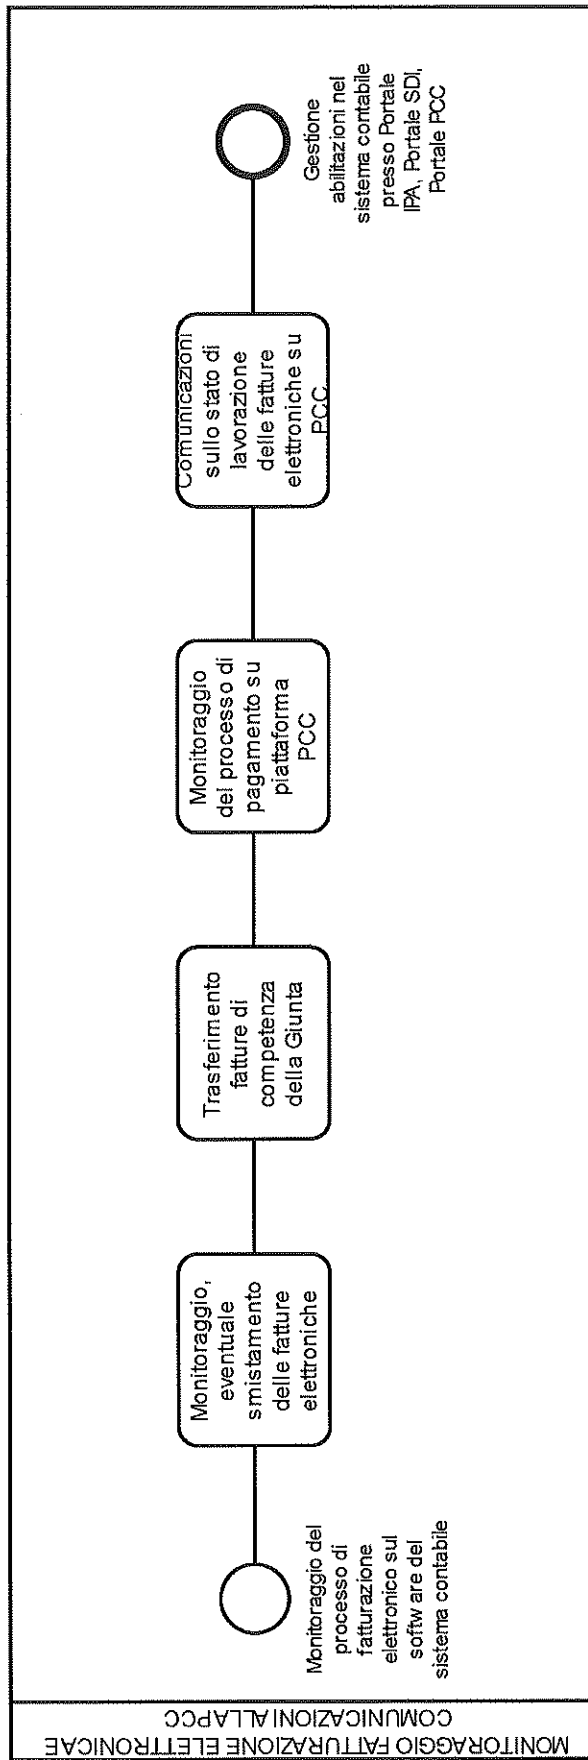 MONITORAGGIO FATTURAZIONE ELETTRONICA E
COMUNICAZIONI ALLA PCC
Monitoraggio del
processo di
fatturazione
elettronico sul
software del
sistema contabile
Monitoraggio,
eventuale
smistamento
delle fatture
elettroniche
Trasferimento
fatture di
competenza
della Giunta
Monitoraggio
del processo di
pagamento su
piattaforma
PCC
Comunicazioni
sullo stato di
lavorazione
delle fatture
elettroniche su
PCC
Gestione
abilitazioni nel
sistema contabile
presso Portale
IPA, Portale SDI,
Portale PCC